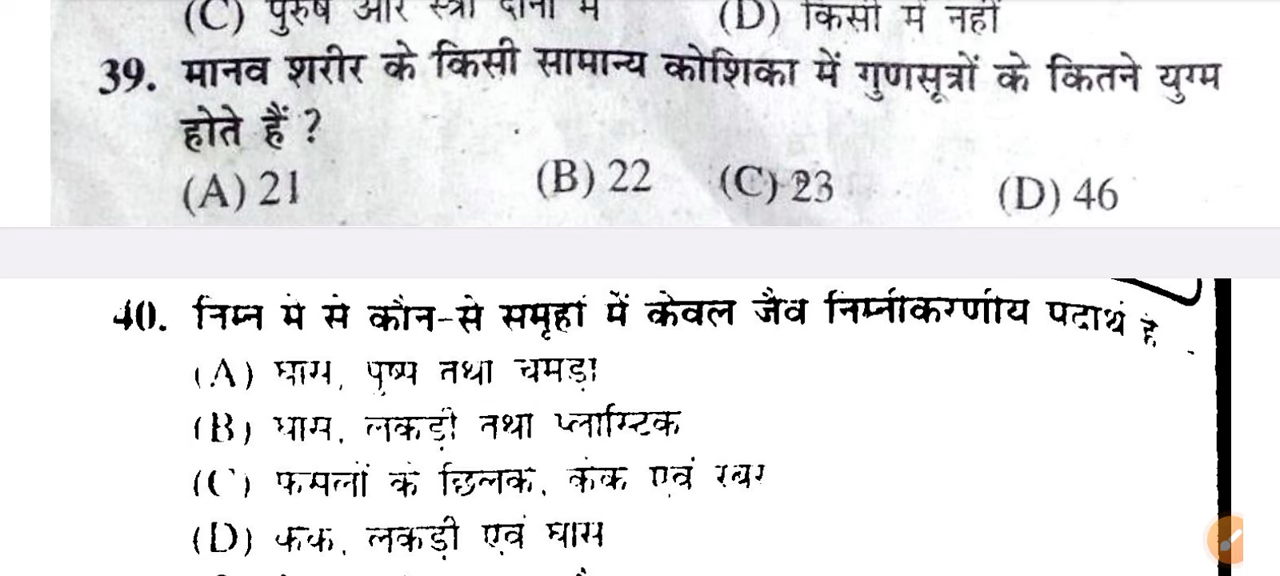 (C) पुरुष और स्त्री दोनों में (D) किसी में नहीं
39. मानव शरीर के किसी सामान्य कोशिका में गुणसूत्रों के कितने युग्म
होते हैं ?
(A) 21 (B) 22 (C) 23 (D) 46
40. निम्न में से कौन-से समूहों में केवल जैव निम्नीकरणीय पदार्थ है
(A) घास, पुष्प तथा चमड़ा
(B) घास, लकड़ी तथा प्लास्टिक
(C) फसलों के छिलके, केक एवं रबर
(D) केक, लकड़ी एवं घास